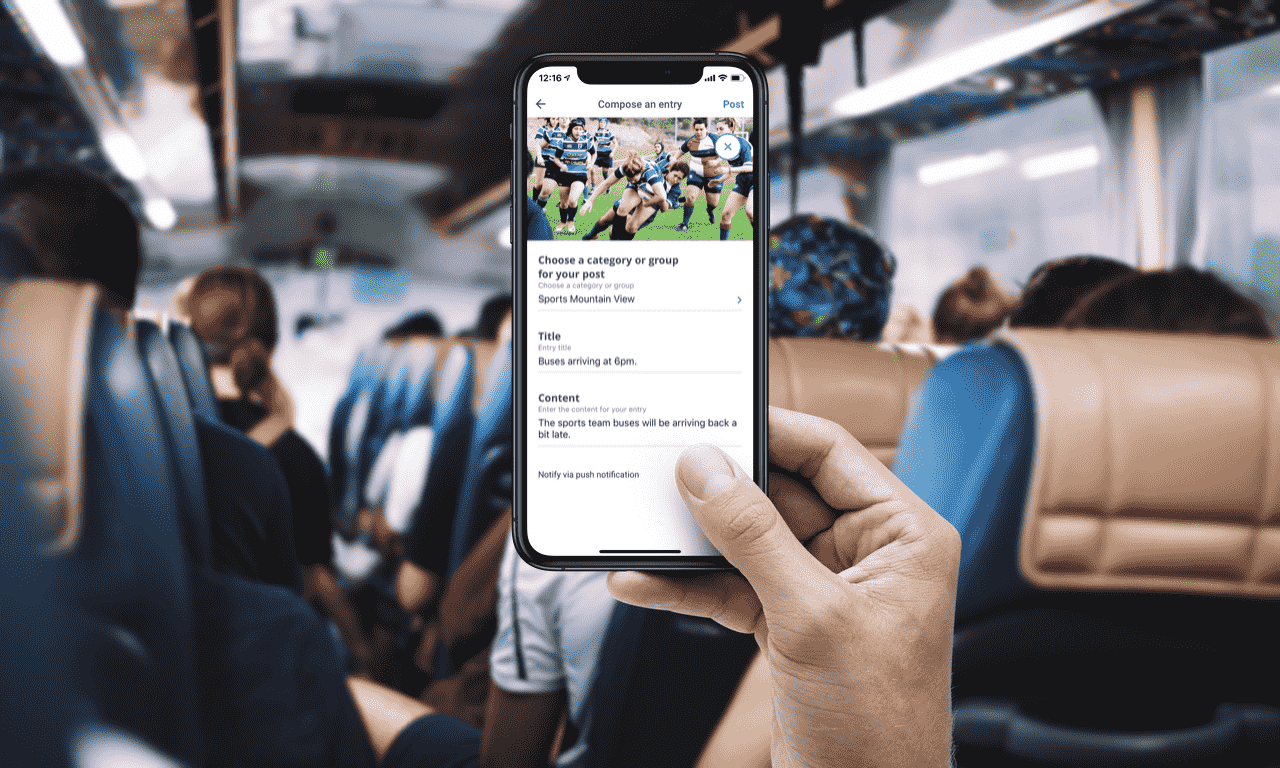 12:16
Compose an entry
Post
Choose a category or group
for your post
Choose a category or group
Sports Mountain View
Title
Entry title
Buses arriving at 6pm.
Content
Enter the content for your entry
The sports team buses will be arriving back a
bit late.
Notify via push notification